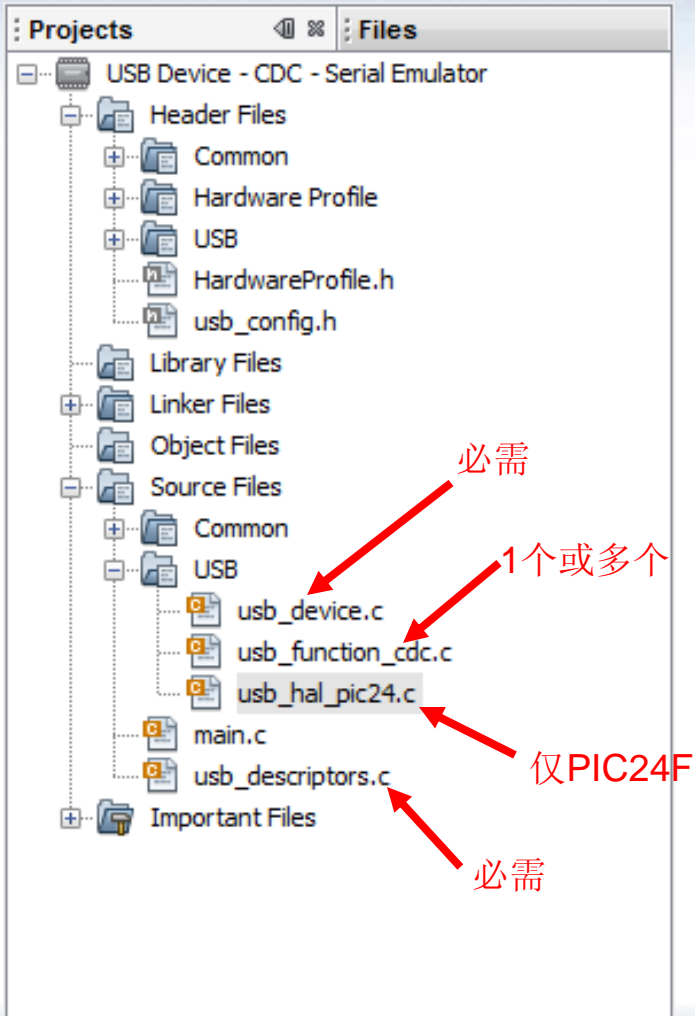 Projects
Files
USB Device - CDC - Serial Emulator
Header Files
Common
Hardware Profile
USB
HardwareProfile.h
usb_config.h
Library Files
Linker Files
Object Files
必需
Source Files
Common
USB
1个或多个
usb_device.c
usb_function_cdc.c
usb_hal_pic24.c
main.c
仅PIC24F
usb_descriptors.c
Important Files
必需